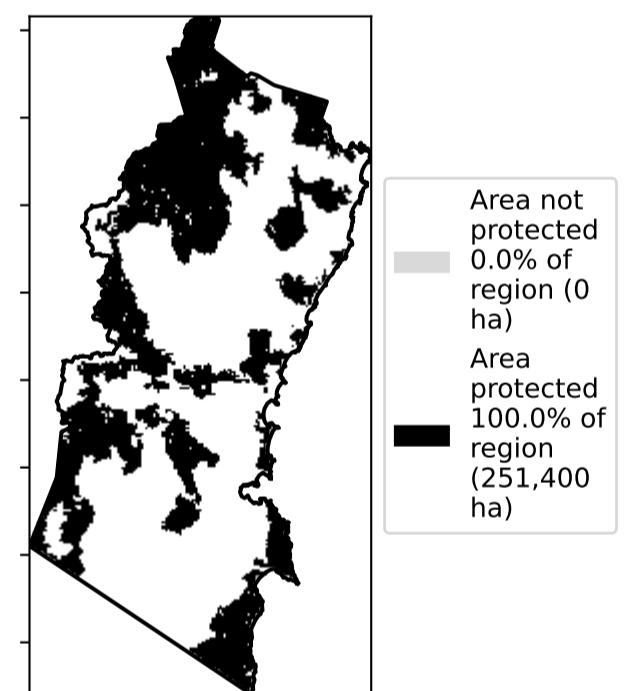 Area not
protected
0.0% of
region (0
ha)
Area
protected
100.0% of
region
(251,400
ha)